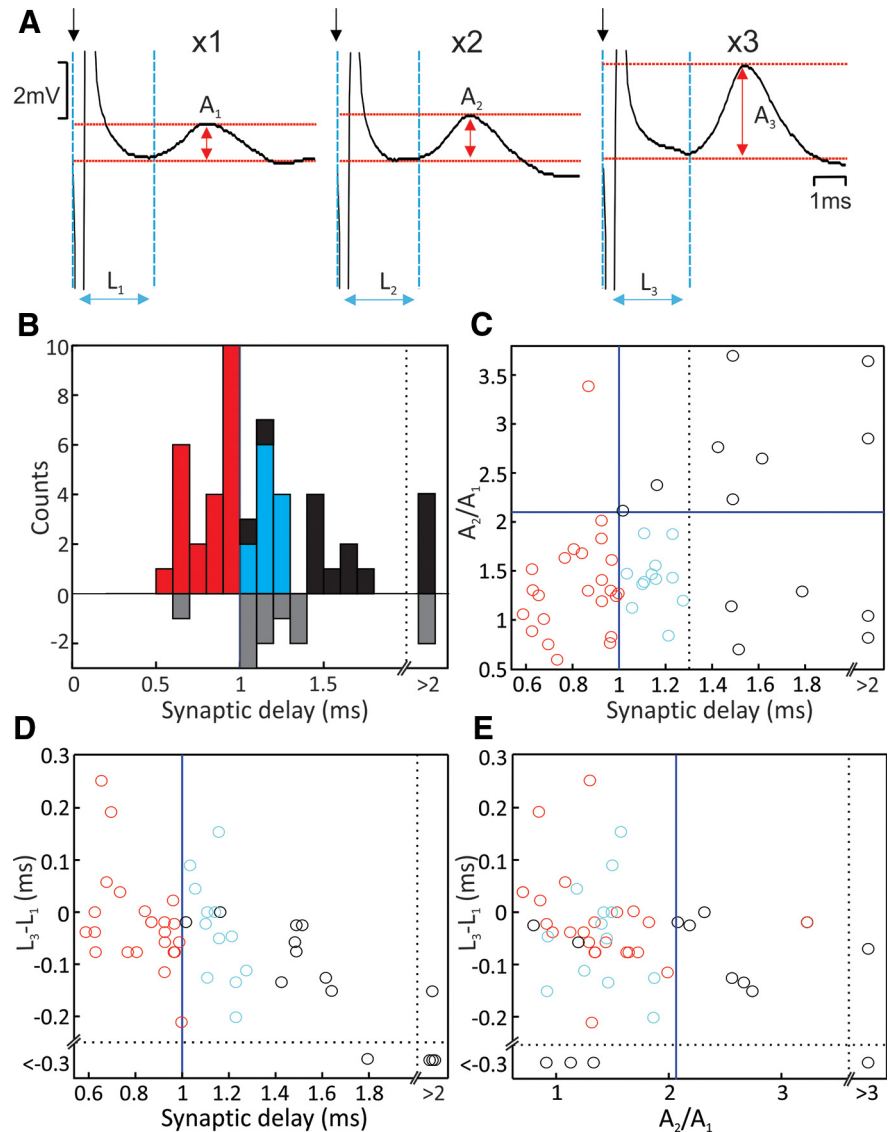 A
x1
x2
x3
2mV
A1
A2
A3
1ms
L1
L2
L3
B
Counts
10
8
6
4
2
0
-2
0
0.5
1
1.5
>2
Synaptic delay (ms)
C
A2/A1
3.5
3
2.5
2
1.5
1
0.5
0.6
0.8
1
1.2
1.4
1.6
1.8
>2
Synaptic delay (ms)
D
L3-L1 (ms)
0.3
0.2
0.1
0
-0.1
-0.2
<-0.3
0.6
0.8
1
1.2
1.4
1.6
1.8
>2
Synaptic delay (ms)
E
L3-L1 (ms)
0.3
0.2
0.1
0
-0.1
-0.2
<-0.3
1
2
3
>3
A2/A1